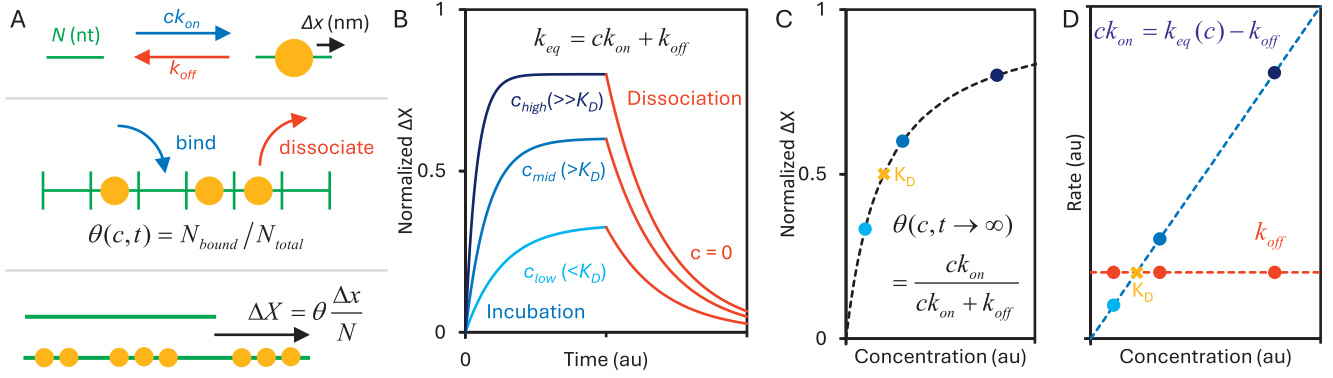 A
N (nt)
ck_on
k_off
Δx (nm)
bind
dissociate
θ(c,t) = N_bound / N_total
ΔX = θ Δx/N
B
Normalized ΔX
1
0.5
0
k_eq = ck_on + k_off
c_high(>>K_D)
Dissociation
c_mid (>K_D)
c_low (<K_D)
c = 0
Incubation
0
Time (au)
C
Normalized ΔX
1
0.5
0
K_D
θ(c,t → ∞)
= ck_on/(ck_on + k_off)
Concentration (au)
D
Rate (au)
ck_on = k_eq(c) − k_off
k_off
K_D
Concentration (au)